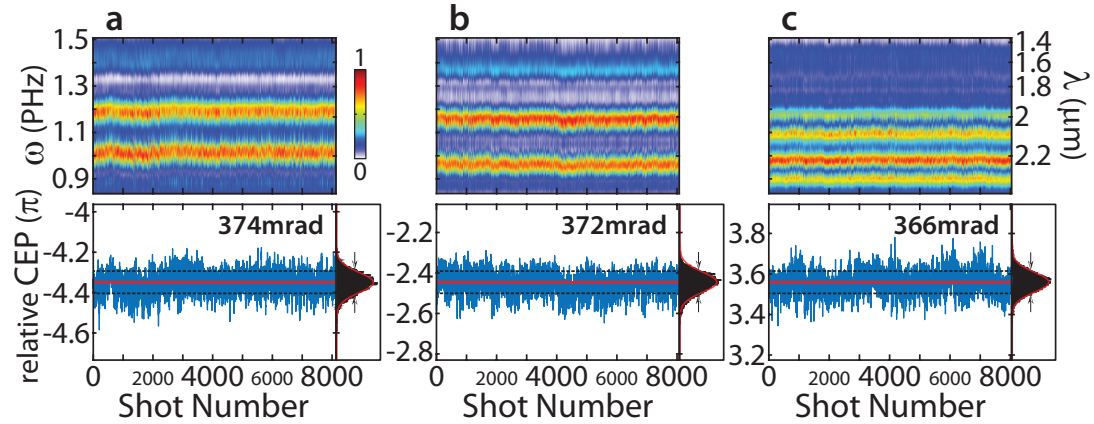 a
b
c
ω (PHz)
1.5
1.3
1.1
0.9
1
0
1.4
1.6
1.8
2
2.2
λ (μm)
relative CEP (π)
-4
-4.2
-4.4
-4.6
374mrad
-2.2
-2.4
-2.6
-2.8
372mrad
3.8
3.6
3.4
3.2
366mrad
0 2000 4000 6000 8000
0 2000 4000 6000 8000
0 2000 4000 6000 8000
Shot Number
Shot Number
Shot Number